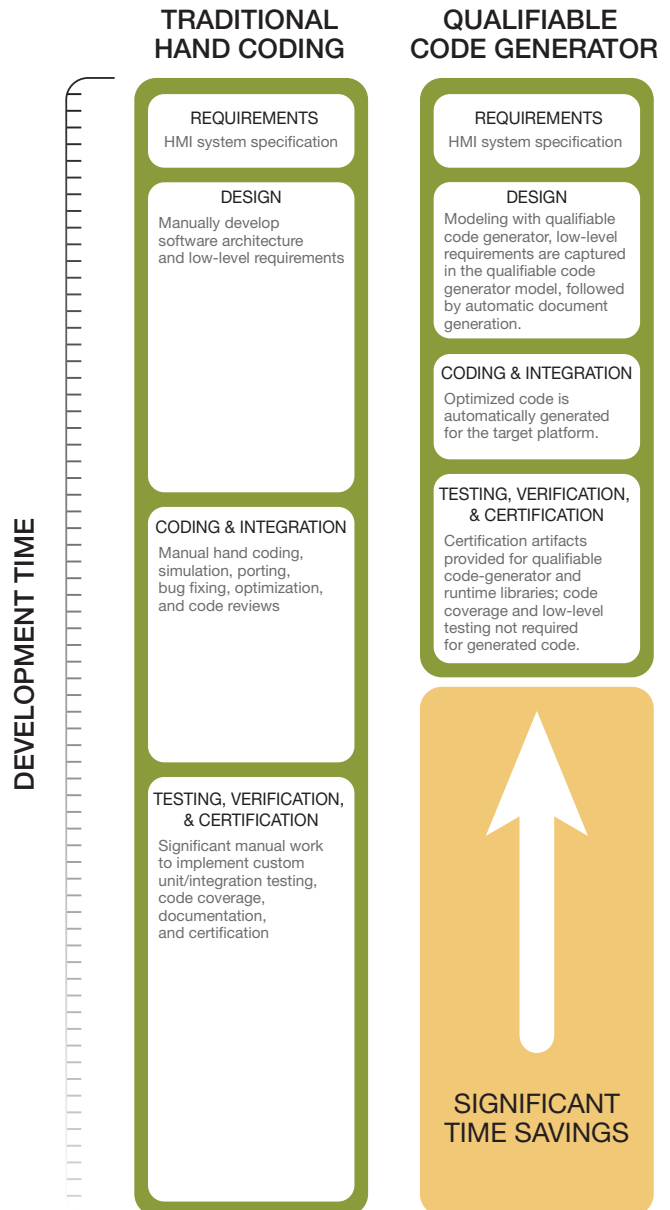 TRADITIONAL
HAND CODING
QUALIFIABLE
CODE GENERATOR
DEVELOPMENT TIME
REQUIREMENTS
HMI system specification
DESIGN
Manually develop
software architecture
and low-level requirements
CODING & INTEGRATION
Manual hand coding,
simulation, porting,
bug fixing, optimization,
and code reviews
TESTING, VERIFICATION,
& CERTIFICATION
Significant manual work
to implement custom
unit/integration testing,
code coverage,
documentation,
and certification
REQUIREMENTS
HMI system specification
DESIGN
Modeling with qualifiable
code generator, low-level
requirements are captured
in the qualifiable code
generator model, followed
by automatic document
generation.
CODING & INTEGRATION
Optimized code is
automatically generated
for the target platform.
TESTING, VERIFICATION,
& CERTIFICATION
Certification artifacts
provided for qualifiable
code-generator and
runtime libraries; code
coverage and low-level
testing not required
for generated code.
SIGNIFICANT
TIME SAVINGS